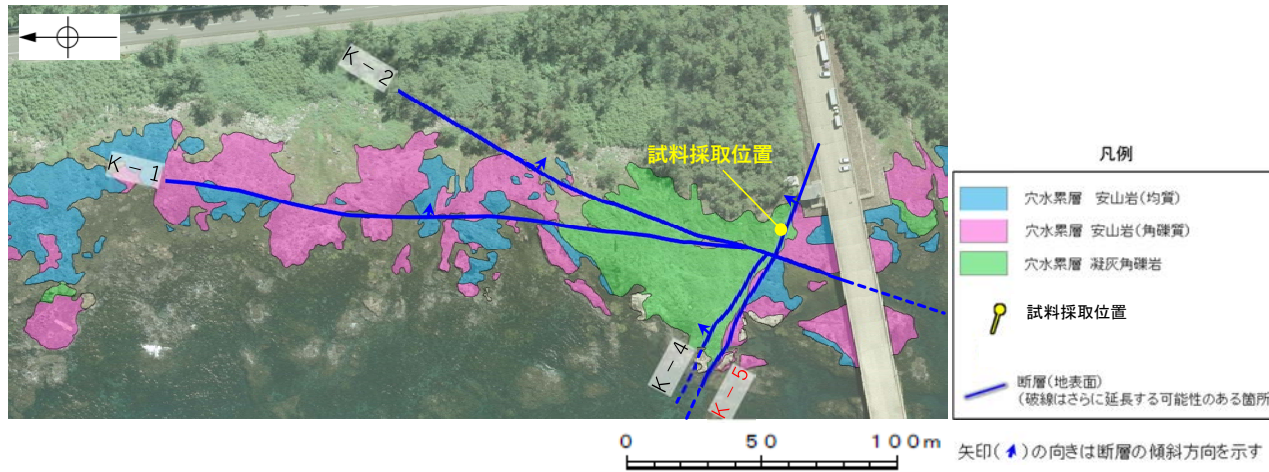 K-2
K-1
試料採取位置
K-4
K-5
凡例
穴水累層 安山岩(均質)
穴水累層 安山岩(角礫質)
穴水累層 凝灰角礫岩
試料採取位置
断層(地表面)
(破線はさらに延長する可能性のある箇所
0 50 100m
矢印( )の向きは断層の傾斜方向を示す